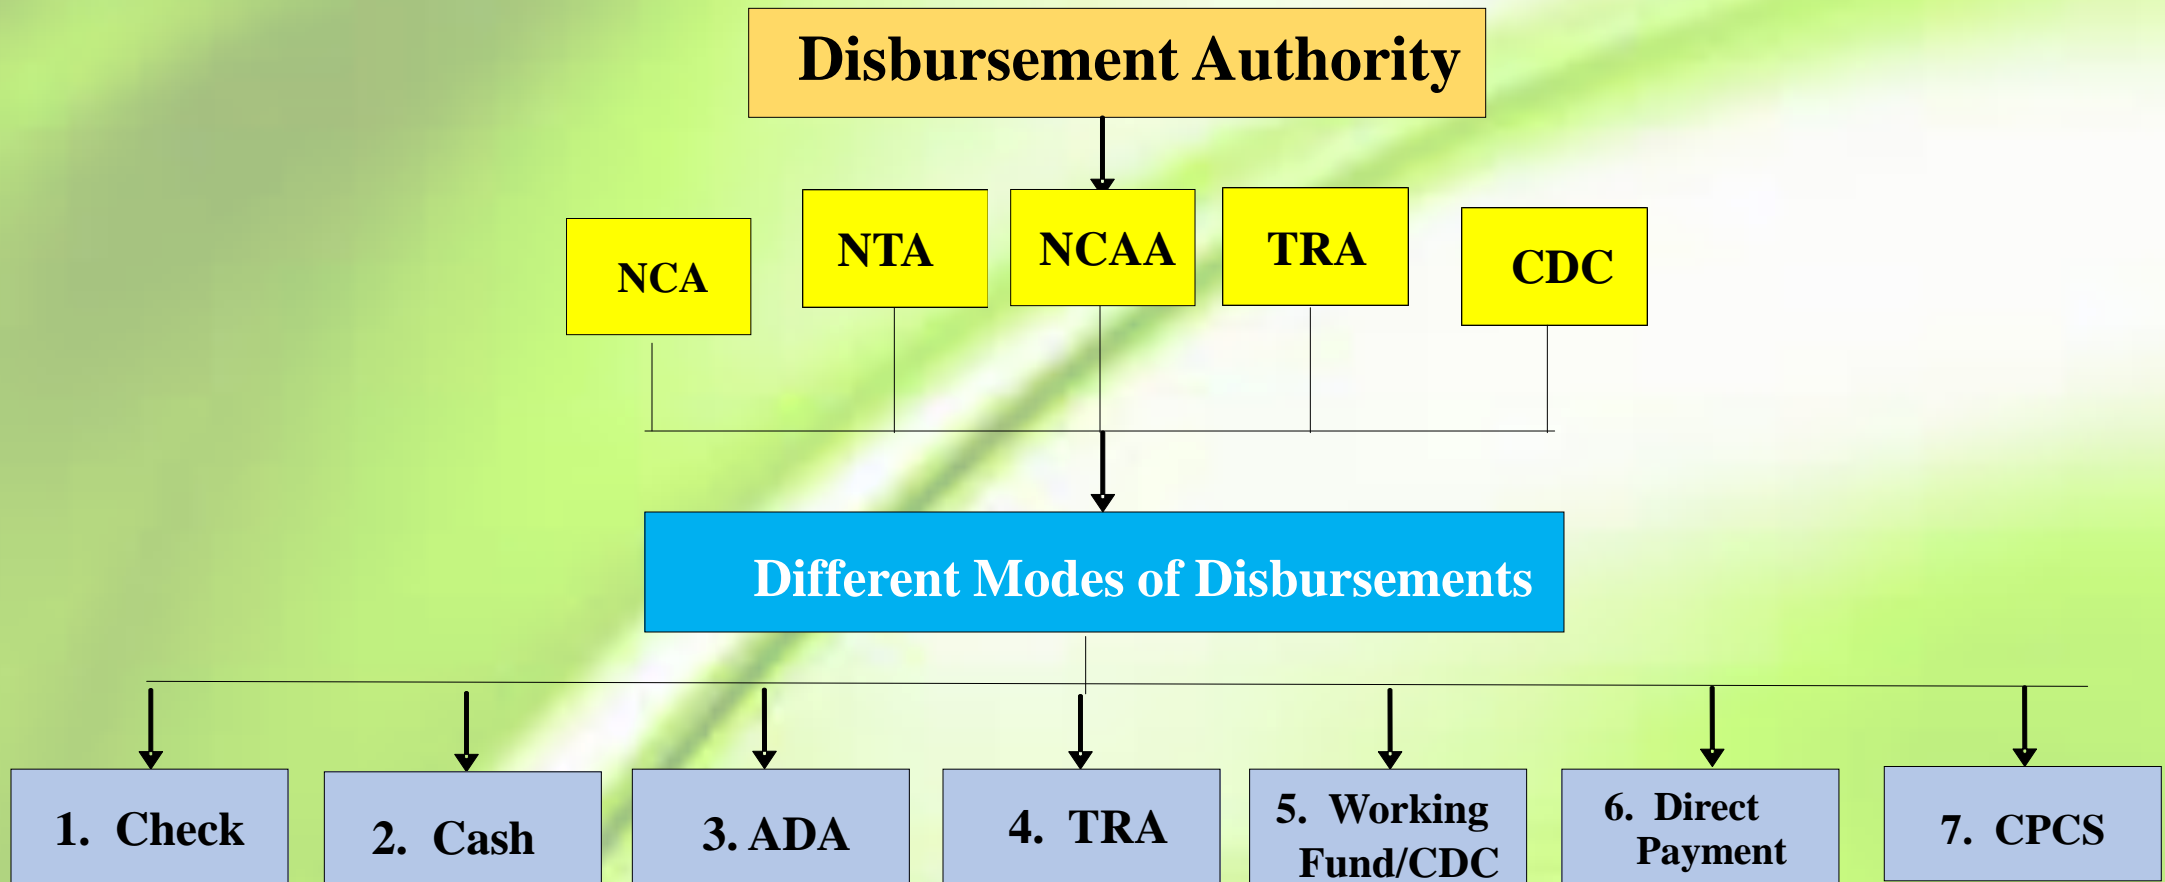 Disbursement Authority
NCA
NTA
NCAA
TRA
CDC
Different Modes of Disbursements
1. Check
2. Cash
3. ADA
4. TRA
5. Working
Fund/CDC
6. Direct
Payment
7. CPCS